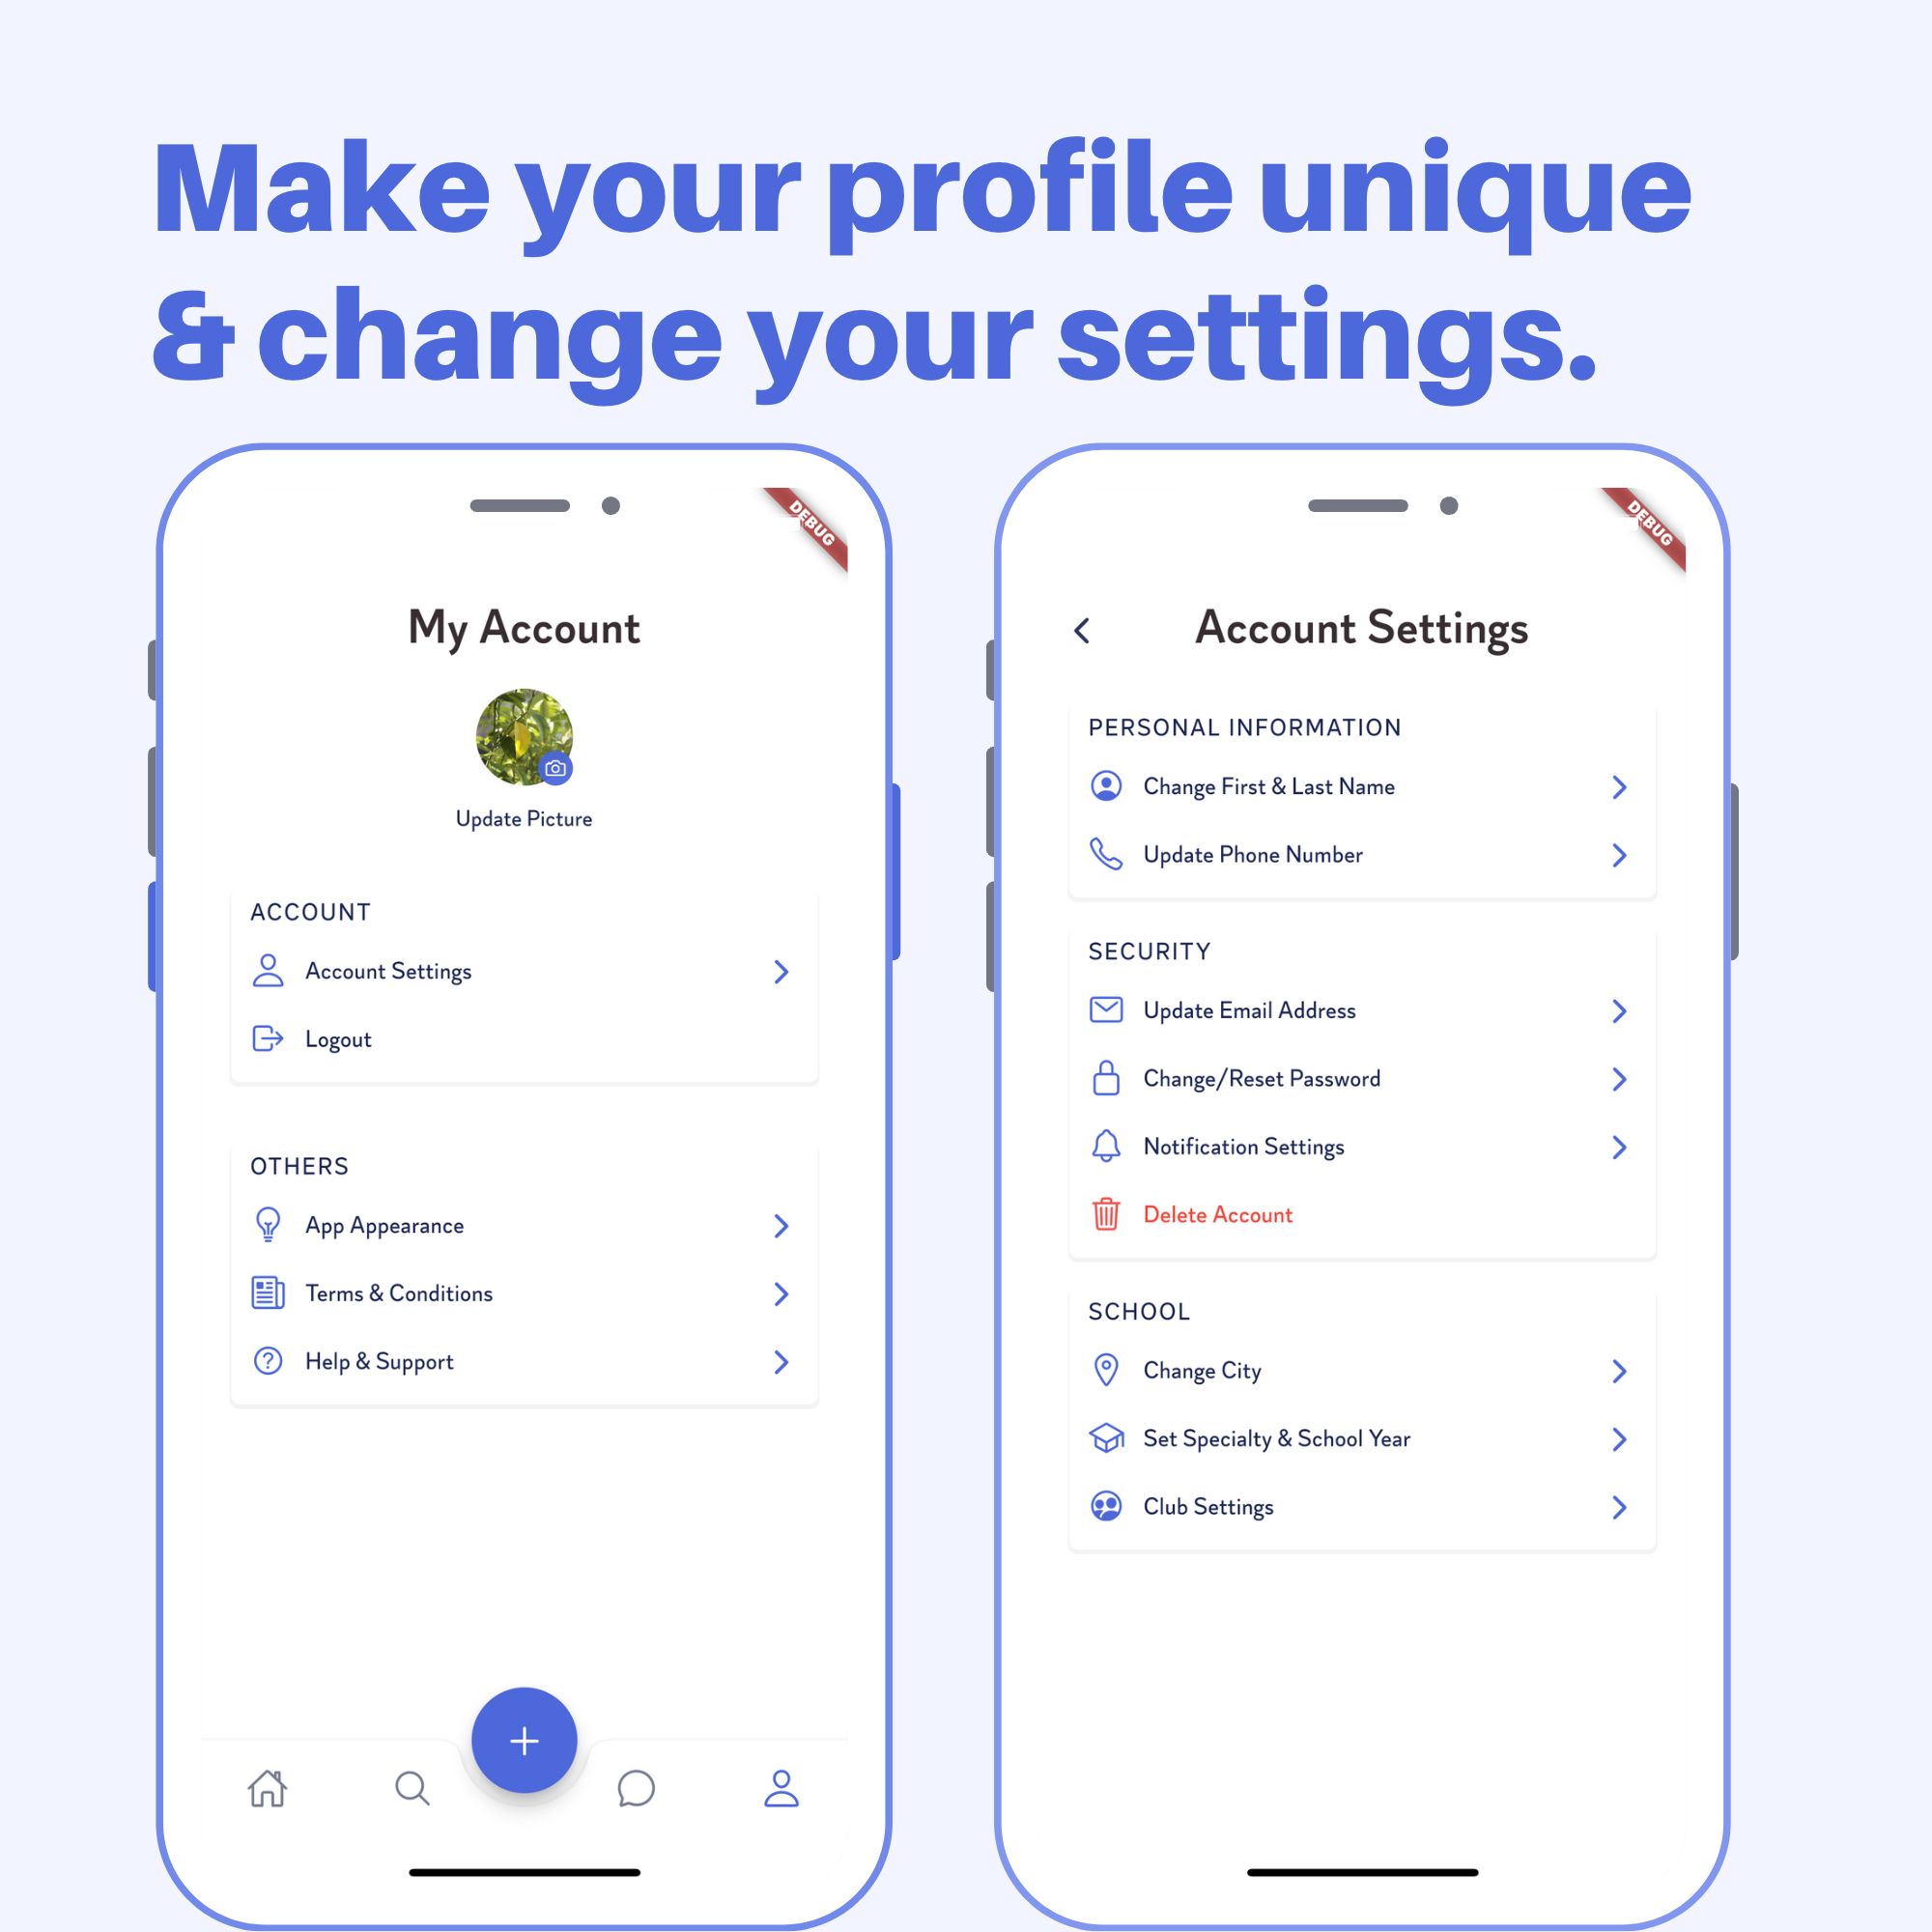 Make your profile unique
& change your settings.
DEBUG
My Account
Update Picture
ACCOUNT
Account Settings
Logout
OTHERS
App Appearance
Terms & Conditions
Help & Support
DEBUG
Account Settings
PERSONAL INFORMATION
Change First & Last Name
Update Phone Number
SECURITY
Update Email Address
Change/Reset Password
Notification Settings
Delete Account
SCHOOL
Change City
Set Specialty & School Year
Club Settings